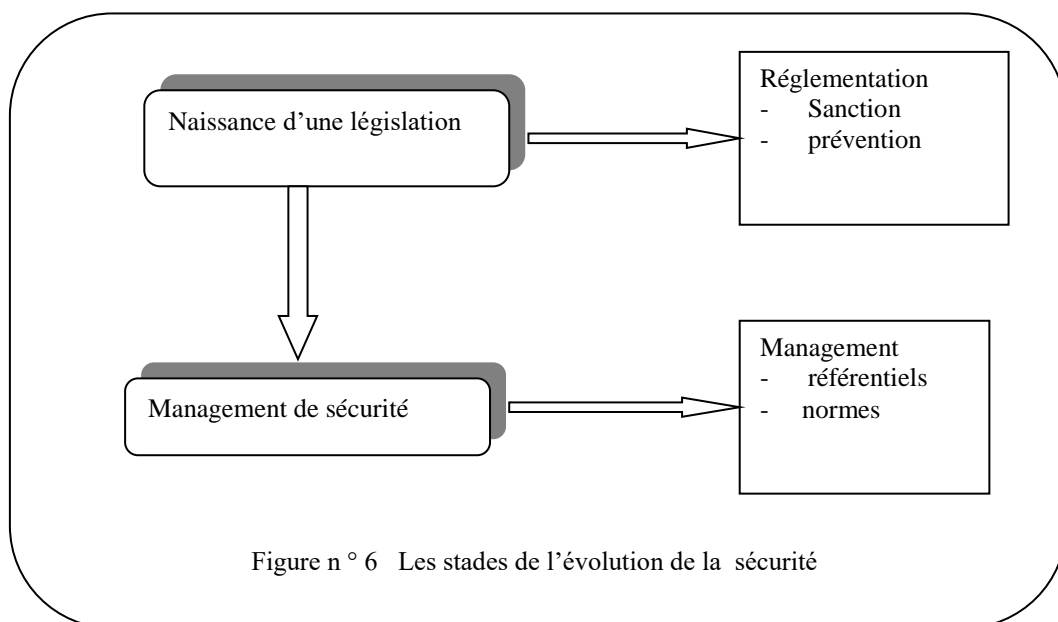 Naissance d’une législation
Réglementation
- Sanction
- prévention
Management de sécurité
Management
- référentiels
- normes
Figure n ° 6 Les stades de l’évolution de la sécurité